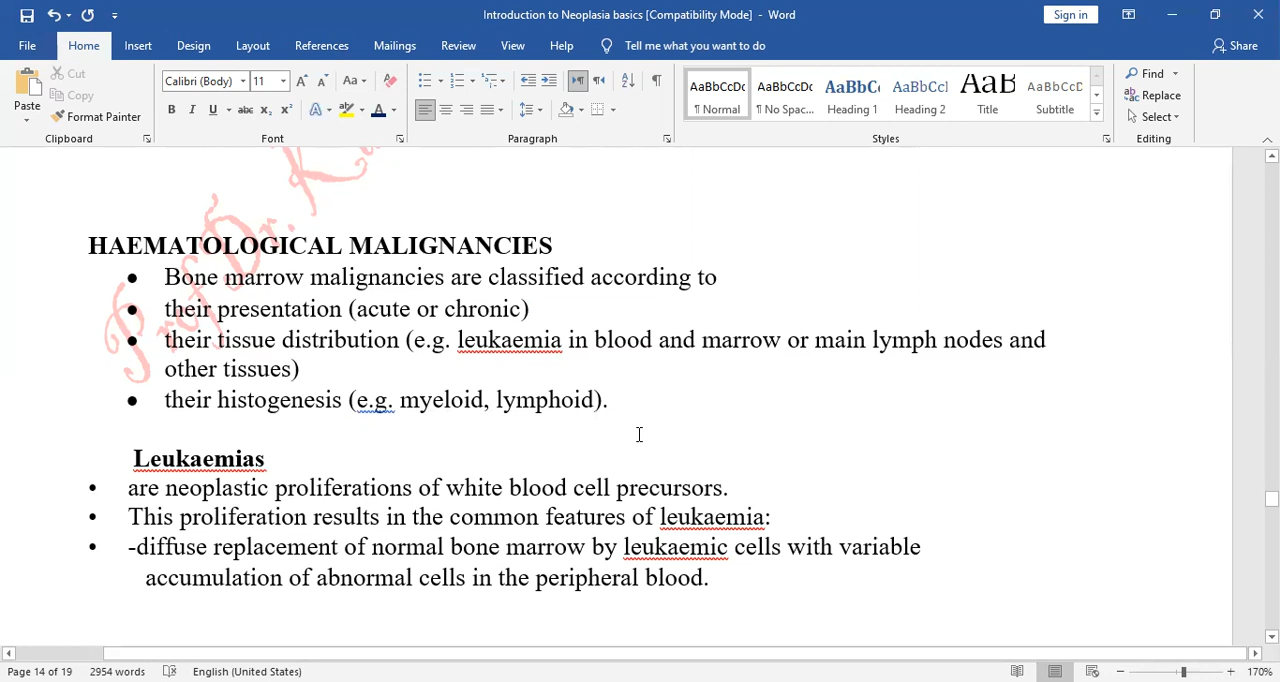 Introduction to Neoplasia basics [Compatibility Mode] - Word
Sign in
File Home Insert Design Layout References Mailings Review View Help Tell me what you want to do Share
Paste
Cut
Copy
Format Painter
Clipboard
Calibri (Body) 11
Font
Paragraph
AaBbCcDc AaBbCcDc AaBbC AaBbCc AaB AaBbCcD
¶ Normal ¶ No Spac... Heading 1 Heading 2 Title Subtitle
Styles
Find
Replace
Select
Editing
Prof Dr.
HAEMATOLOGICAL MALIGNANCIES
• Bone marrow malignancies are classified according to
• their presentation (acute or chronic)
• their tissue distribution (e.g. leukaemia in blood and marrow or main lymph nodes and
other tissues)
• their histogenesis (e.g. myeloid, lymphoid).
Leukaemias
• are neoplastic proliferations of white blood cell precursors.
• This proliferation results in the common features of leukaemia:
• -diffuse replacement of normal bone marrow by leukaemic cells with variable
accumulation of abnormal cells in the peripheral blood.
Page 14 of 19 2954 words English (United States) 170%